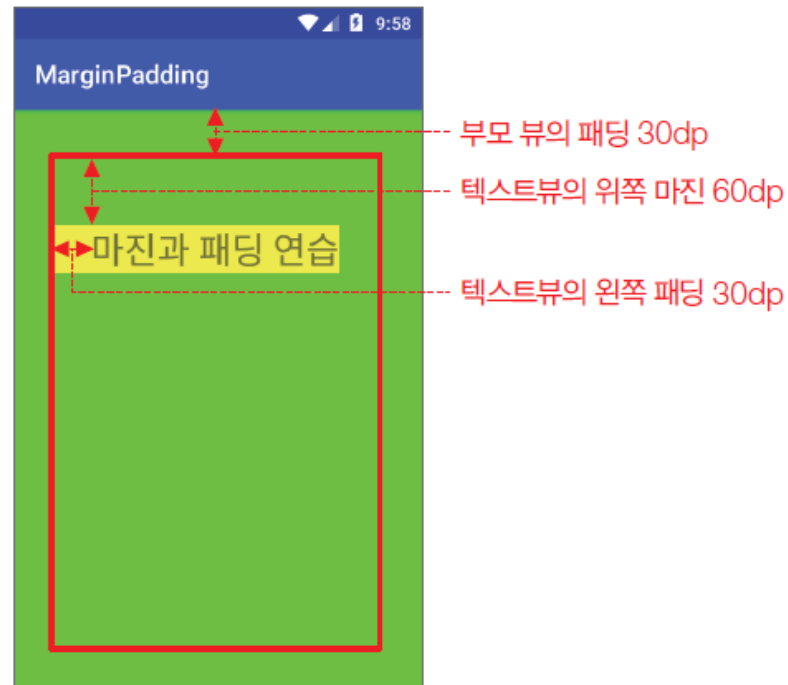 9:58
MarginPadding
부모 뷰의 패딩 30dp
텍스트뷰의 위쪽 마진 60dp
마진과 패딩 연습
텍스트뷰의 왼쪽 패딩 30dp